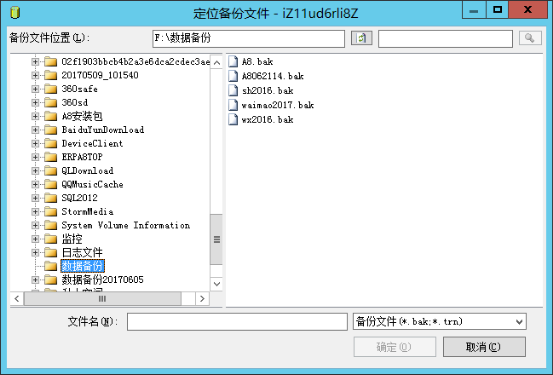 定位备份文件 - iZ11ud6rli8Z
备份文件位置(L): F:\数据备份
02f1903bbcb4b2a3e6dca2cdec3ae
20170509_101540
360safe
360sd
A8安装包
BaiduYunDownload
DeviceClient
ERPA8TOP
QLDownload
QQMusicCache
SQL2012
StormMedia
System Volume Information
监控
日志文件
数据备份
数据备份20170605
A8.bak
A8062114.bak
sh2016.bak
waimao2017.bak
wx2016.bak
文件名(N): 备份文件(*.bak;*.trn)
确定(O) 取消(C)